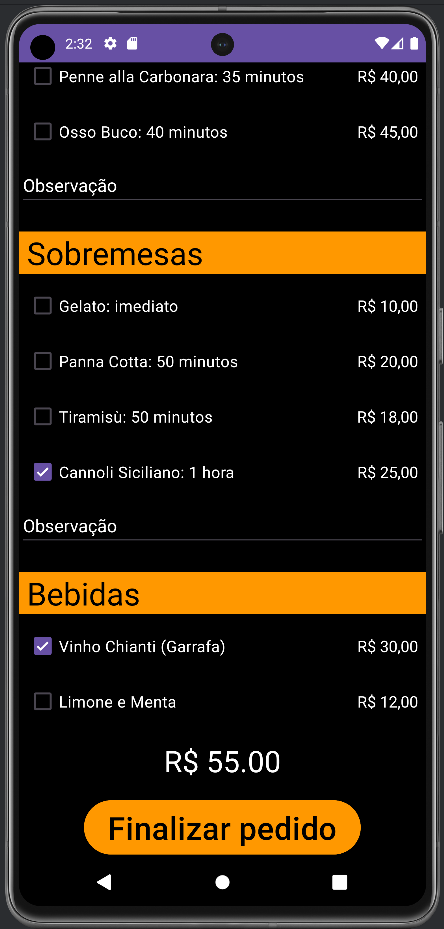 2:32
Penne alla Carbonara: 35 minutos R$ 40,00
Osso Buco: 40 minutos R$ 45,00
Observação
Sobremesas
Gelato: imediato R$ 10,00
Panna Cotta: 50 minutos R$ 20,00
Tiramisù: 50 minutos R$ 18,00
Cannoli Siciliano: 1 hora R$ 25,00
Observação
Bebidas
Vinho Chianti (Garrafa) R$ 30,00
Limone e Menta R$ 12,00
R$ 55.00
Finalizar pedido